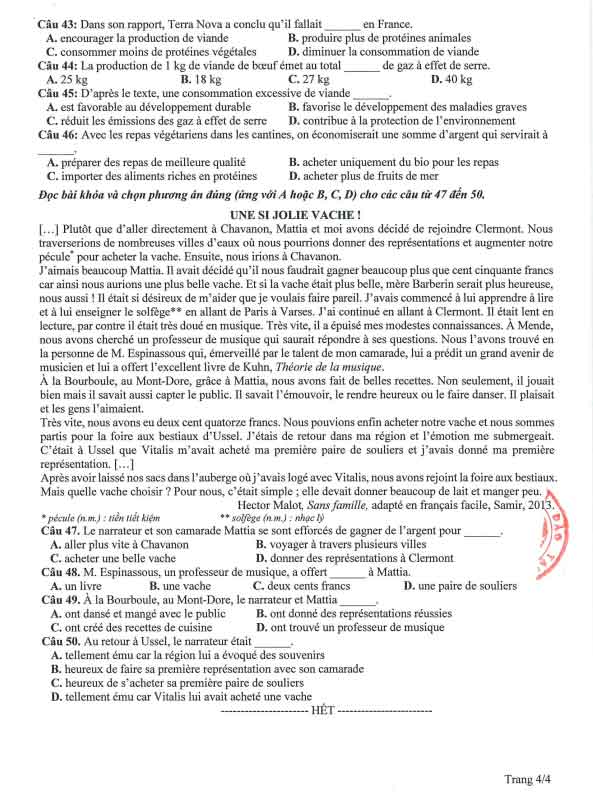 Câu 43: Dans son rapport, Terra Nova a conclu qu'il fallait ______ en France.
A. encourager la production de viande B. produire plus de protéines animales
C. consommer moins de protéines végétales D. diminuer la consommation de viande
Câu 44: La production de 1 kg de viande de bœuf émet au total ______ de gaz à effet de serre.
A. 25 kg B. 18 kg C. 27 kg D. 40 kg
Câu 45: D'après le texte, une consommation excessive de viande ______.
A. est favorable au développement durable B. favorise le développement des maladies graves
C. réduit les émissions des gaz à effet de serre D. contribue à la protection de l'environnement
Câu 46: Avec les repas végétariens dans les cantines, on économiserait une somme d'argent qui servirait à
______.
A. préparer des repas de meilleure qualité B. acheter uniquement du bio pour les repas
C. importer des aliments riches en protéines D. acheter plus de fruits de mer
Đọc bài khóa và chọn phương án đúng (ứng với A hoặc B, C, D) cho các câu từ 47 đến 50.
UNE SI JOLIE VACHE !
[…] Plutôt que d'aller directement à Chavanon, Mattia et moi avons décidé de rejoindre Clermont. Nous
traverserions de nombreuses villes d'eaux où nous pourrions donner des représentations et augmenter notre
pécule* pour acheter la vache. Ensuite, nous irions à Chavanon.
J'aimais beaucoup Mattia. Il avait décidé qu'il nous faudrait gagner beaucoup plus que cent cinquante francs
car ainsi nous aurions une plus belle vache. Et si la vache était plus belle, mère Barberin serait plus heureuse,
nous aussi ! Il était si désireux de m'aider que je voulais faire pareil. J'avais commencé à lui apprendre à lire
et à lui enseigner le solfège** en allant de Paris à Varses. J'ai continué en allant à Clermont. Il était lent en
lecture, par contre il était très doué en musique. Très vite, il a épuisé mes modestes connaissances. À Mende,
nous avons cherché un professeur de musique qui saurait répondre à ses questions. Nous l'avons trouvé en
la personne de M. Espinassous qui, émerveillé par le talent de mon camarade, lui a prédit un grand avenir de
musicien et lui a offert l'excellent livre de Kuhn, Théorie de la musique.
À la Bourboule, au Mont-Dore, grâce à Mattia, nous avons fait de belles recettes. Non seulement, il jouait
bien mais il savait aussi capter le public. Il savait l'émouvoir, le rendre heureux ou le faire danser. Il plaisait
et les gens l'aimaient.
Très vite, nous avons eu deux cent quatorze francs. Nous pouvions enfin acheter notre vache et nous sommes
partis pour la foire aux bestiaux d'Ussel. J'étais de retour dans ma région et l'émotion me submergeait.
C'était à Ussel que Vitalis m'avait acheté ma première paire de souliers et j'avais donné ma première
représentation. […]
Après avoir laissé nos sacs dans l'auberge où j'avais logé avec Vitalis, nous avons rejoint la foire aux bestiaux.
Mais quelle vache choisir ? Pour nous, c'était simple ; elle devait donner beaucoup de lait et manger peu.
Hector Malot, Sans famille, adapté en français facile, Samir, 2013.
* pécule (n.m.) : tiền tiết kiệm ** solfège (n.m.) : nhạc lý
Câu 47. Le narrateur et son camarade Mattia se sont efforcés de gagner de l'argent pour ______.
A. aller plus vite à Chavanon B. voyager à travers plusieurs villes
C. acheter une belle vache D. donner des représentations à Clermont
Câu 48. M. Espinassous, un professeur de musique, a offert ______ à Mattia.
A. un livre B. une vache C. deux cents francs D. une paire de souliers
Câu 49. À la Bourboule, au Mont-Dore, le narrateur et Mattia ______.
A. ont dansé et mangé avec le public B. ont donné des représentations réussies
C. ont créé des recettes de cuisine D. ont trouvé un professeur de musique
Câu 50. Au retour à Ussel, le narrateur était ______.
A. tellement ému car la région lui a évoqué des souvenirs
B. heureux de faire sa première représentation avec son camarade
C. heureux de s'acheter sa première paire de souliers
D. tellement ému car Vitalis lui avait acheté une vache
---------------------- HẾT ------------------------
Trang 4/4